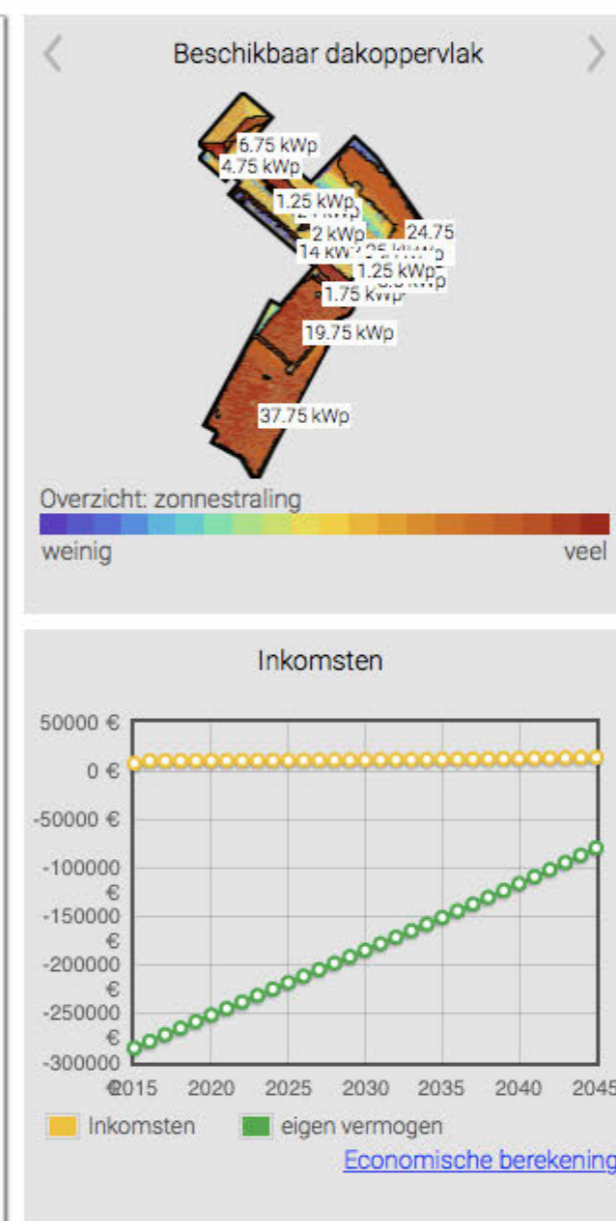 Beschikbaar dakoppervlak
6.75 kWp
4.75 kWp
1.25 kWp
2 kWp
24.75
14 kW
1.25 kWp
1.75 kWp
19.75 kWp
37.75 kWp
Overzicht: zonnestraling
weinig veel
Inkomsten
50000 €
0 €
-50000 €
-100000
€
-150000
€
-200000
€
-250000
€
-300000
€
2015 2020 2025 2030 2035 2040 2045
Inkomsten eigen vermogen
Economische berekening